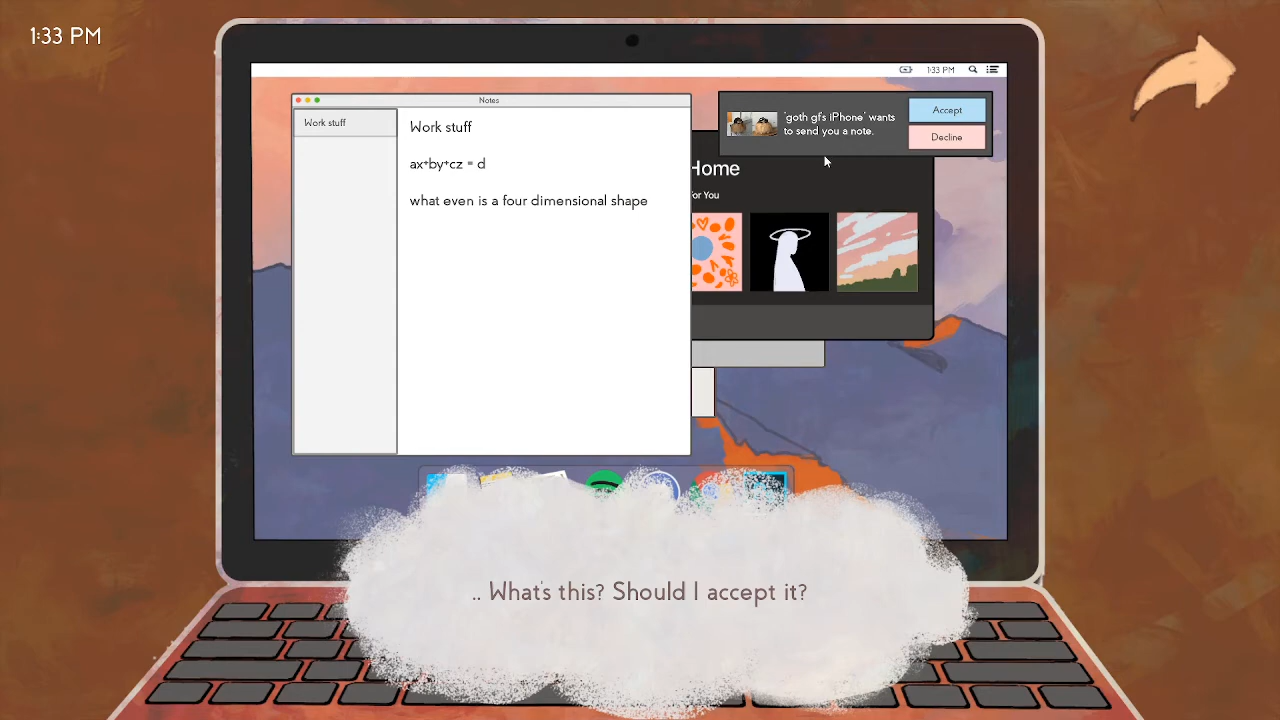 1:33 PM
1:33 PM
Notes
Work stuff
Work stuff
ax+by+cz = d
what even is a four dimensional shape
'goth gfs iPhone' wants
to send you a note.
Accept
Decline
Home
For You
.. What's this? Should I accept it?